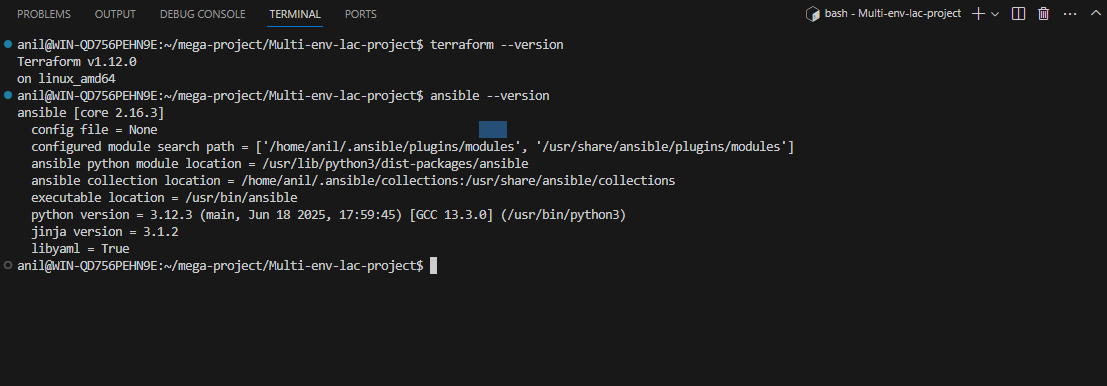 PROBLEMS OUTPUT DEBUG CONSOLE TERMINAL PORTS bash - Multi-env-lac-project
anil@WIN-QD756PEHN9E:~/mega-project/Multi-env-lac-project$ terraform --version
Terraform v1.12.0
on linux_amd64
anil@WIN-QD756PEHN9E:~/mega-project/Multi-env-lac-project$ ansible --version
ansible [core 2.16.3]
  config file = None
  configured module search path = ['/home/anil/.ansible/plugins/modules', '/usr/share/ansible/plugins/modules']
  ansible python module location = /usr/lib/python3/dist-packages/ansible
  ansible collection location = /home/anil/.ansible/collections:/usr/share/ansible/collections
  executable location = /usr/bin/ansible
  python version = 3.12.3 (main, Jun 18 2025, 17:59:45) [GCC 13.3.0] (/usr/bin/python3)
  jinja version = 3.1.2
  libyaml = True
anil@WIN-QD756PEHN9E:~/mega-project/Multi-env-lac-project$